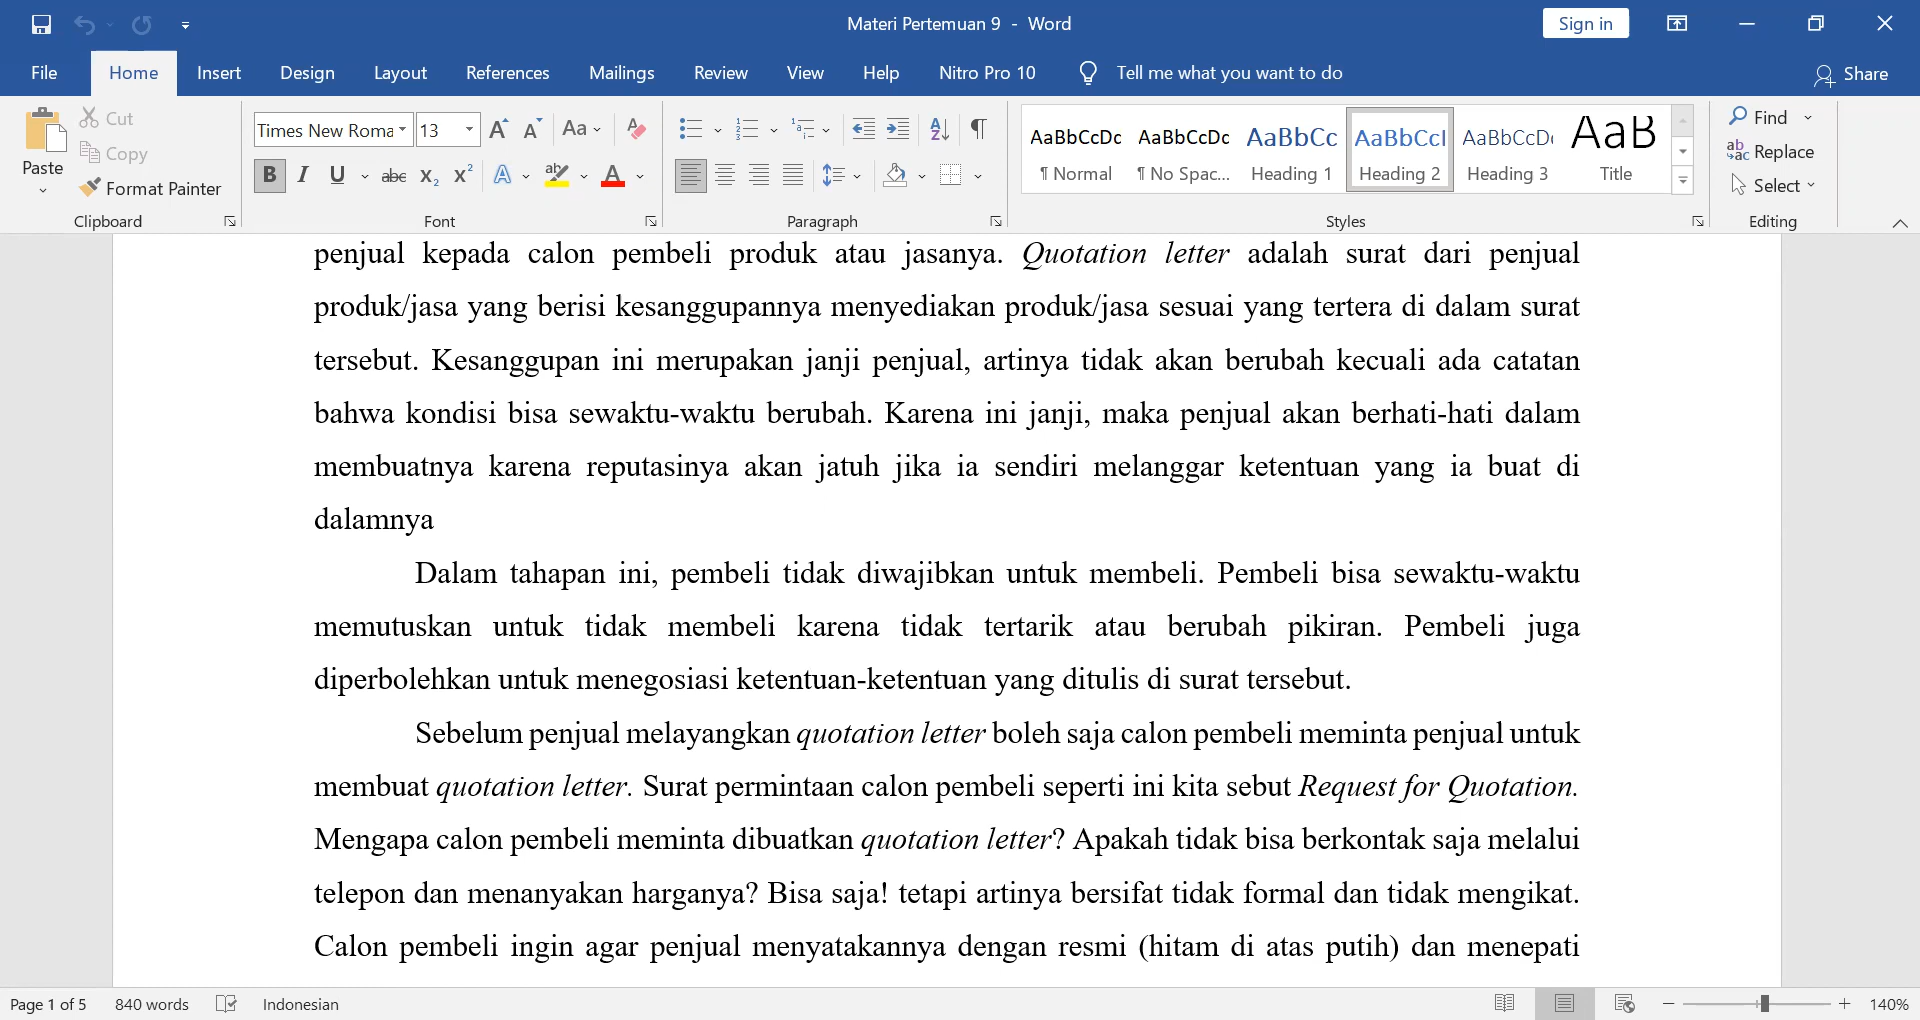 Materi Pertemuan 9 - Word
Sign in
File Home Insert Design Layout References Mailings Review View Help Nitro Pro 10 Tell me what you want to do Share
Paste
Cut
Copy
Format Painter
Clipboard
Times New Roma 13
Font
Paragraph
AaBbCcDc AaBbCcDc AaBbCc AaBbCcI AaBbCcD AaB
¶ Normal ¶ No Spac... Heading 1 Heading 2 Heading 3 Title
Styles
Find
Replace
Select
Editing
penjual kepada calon pembeli produk atau jasanya. Quotation letter adalah surat dari penjual
produk/jasa yang berisi kesanggupannya menyediakan produk/jasa sesuai yang tertera di dalam surat
tersebut. Kesanggupan ini merupakan janji penjual, artinya tidak akan berubah kecuali ada catatan
bahwa kondisi bisa sewaktu-waktu berubah. Karena ini janji, maka penjual akan berhati-hati dalam
membuatnya karena reputasinya akan jatuh jika ia sendiri melanggar ketentuan yang ia buat di
dalamnya
Dalam tahapan ini, pembeli tidak diwajibkan untuk membeli. Pembeli bisa sewaktu-waktu
memutuskan untuk tidak membeli karena tidak tertarik atau berubah pikiran. Pembeli juga
diperbolehkan untuk menegosiasi ketentuan-ketentuan yang ditulis di surat tersebut.
Sebelum penjual melayangkan quotation letter boleh saja calon pembeli meminta penjual untuk
membuat quotation letter. Surat permintaan calon pembeli seperti ini kita sebut Request for Quotation.
Mengapa calon pembeli meminta dibuatkan quotation letter? Apakah tidak bisa berkontak saja melalui
telepon dan menanyakan harganya? Bisa saja! tetapi artinya bersifat tidak formal dan tidak mengikat.
Calon pembeli ingin agar penjual menyatakannya dengan resmi (hitam di atas putih) dan menepati
Page 1 of 5 840 words Indonesian 140%